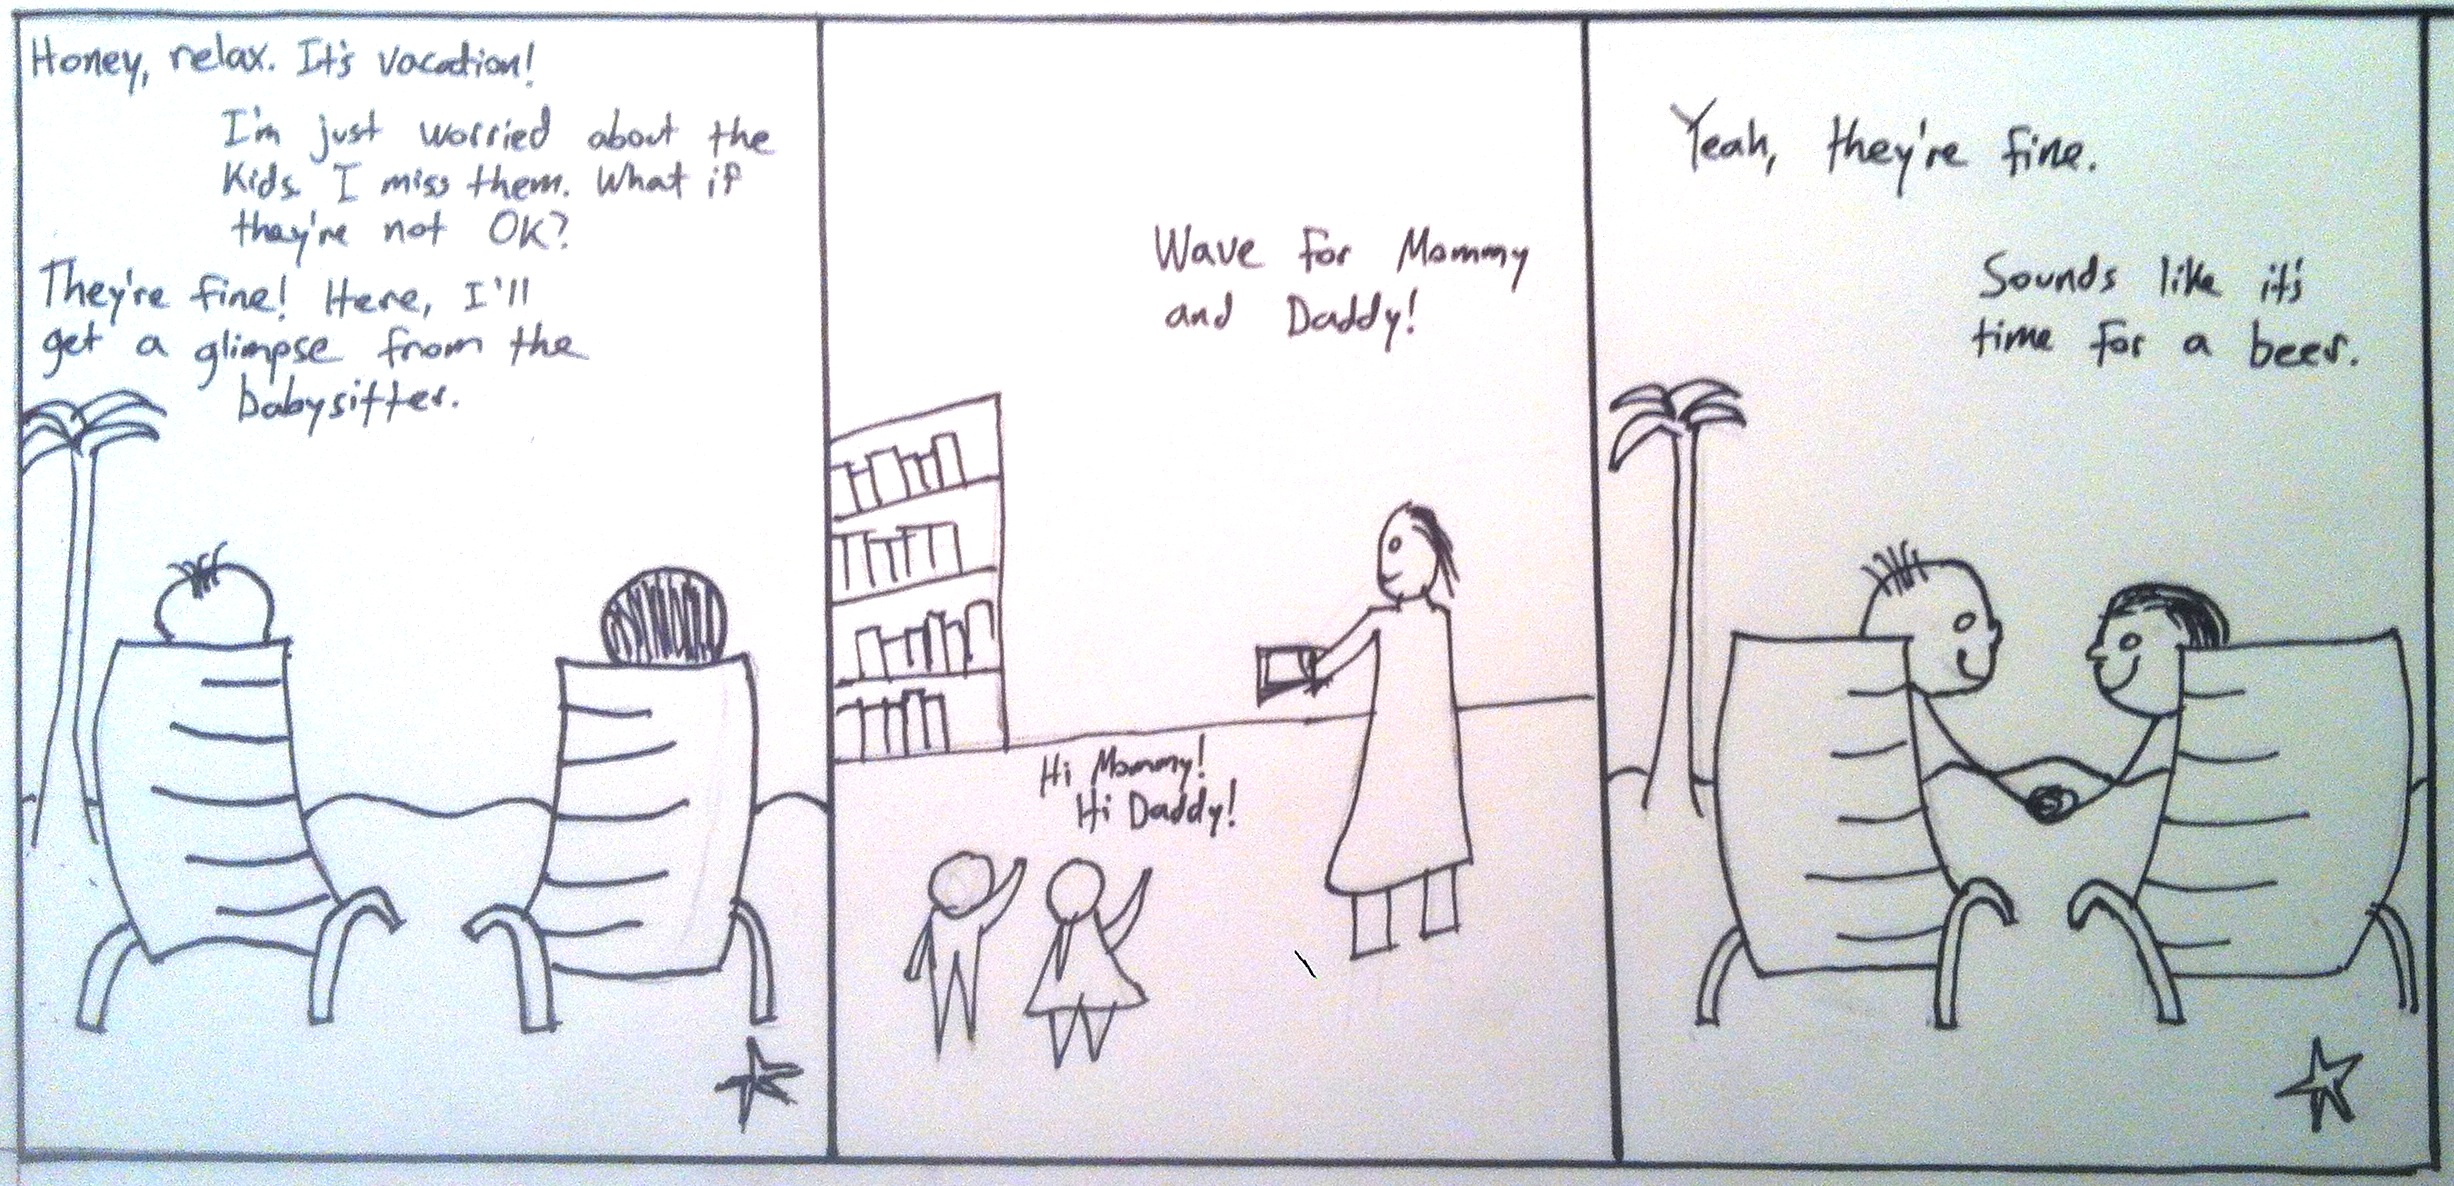 Honey, relax. It's vacation!
I'm just worried about the
Kids. I miss them. What if
they're not OK?
They're fine! Here, I'll
get a glimpse from the
babysitter.
Wave for Mommy
and Daddy!
Hi Mommy!
Hi Daddy!
Yeah, they're fine.
Sounds like it's
time for a beer.